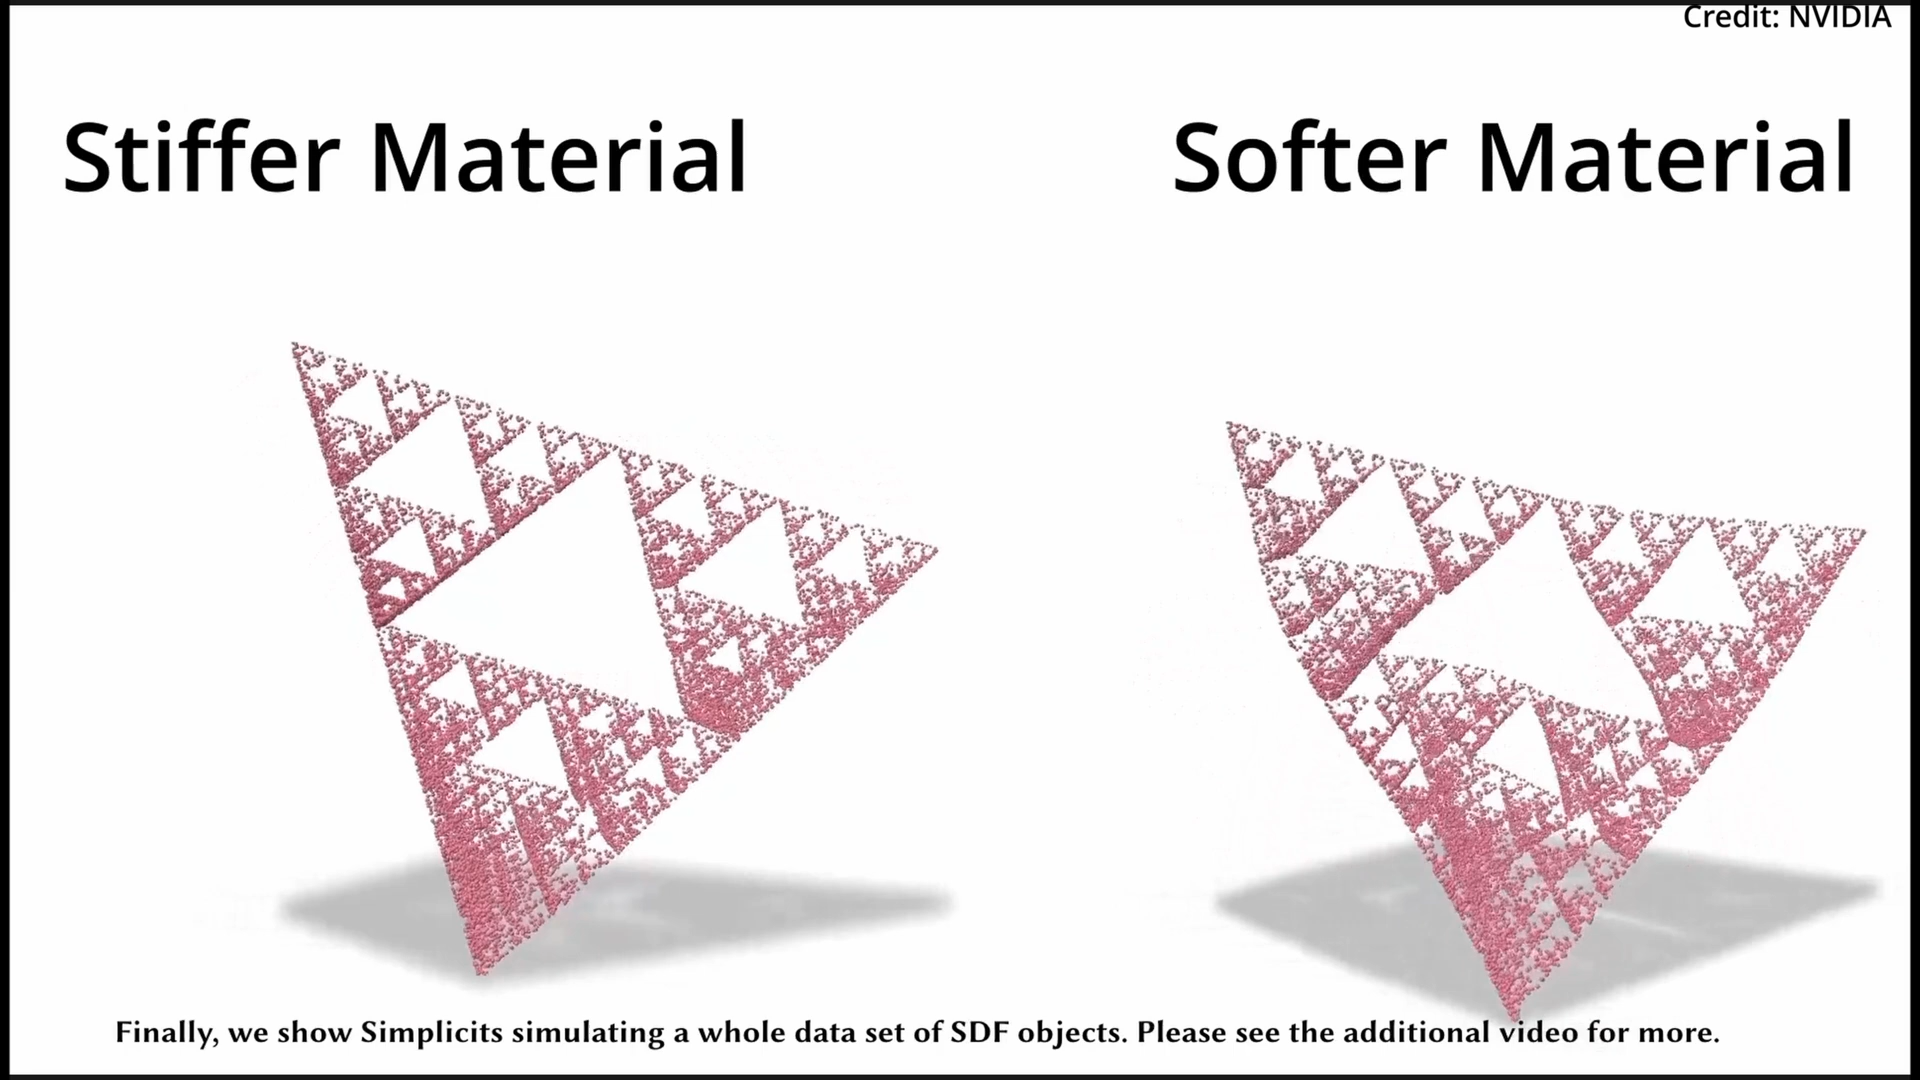 Credit: NVIDIA
Stiffer Material
Softer Material
Finally, we show Simplicits simulating a whole data set of SDF objects. Please see the additional video for more.